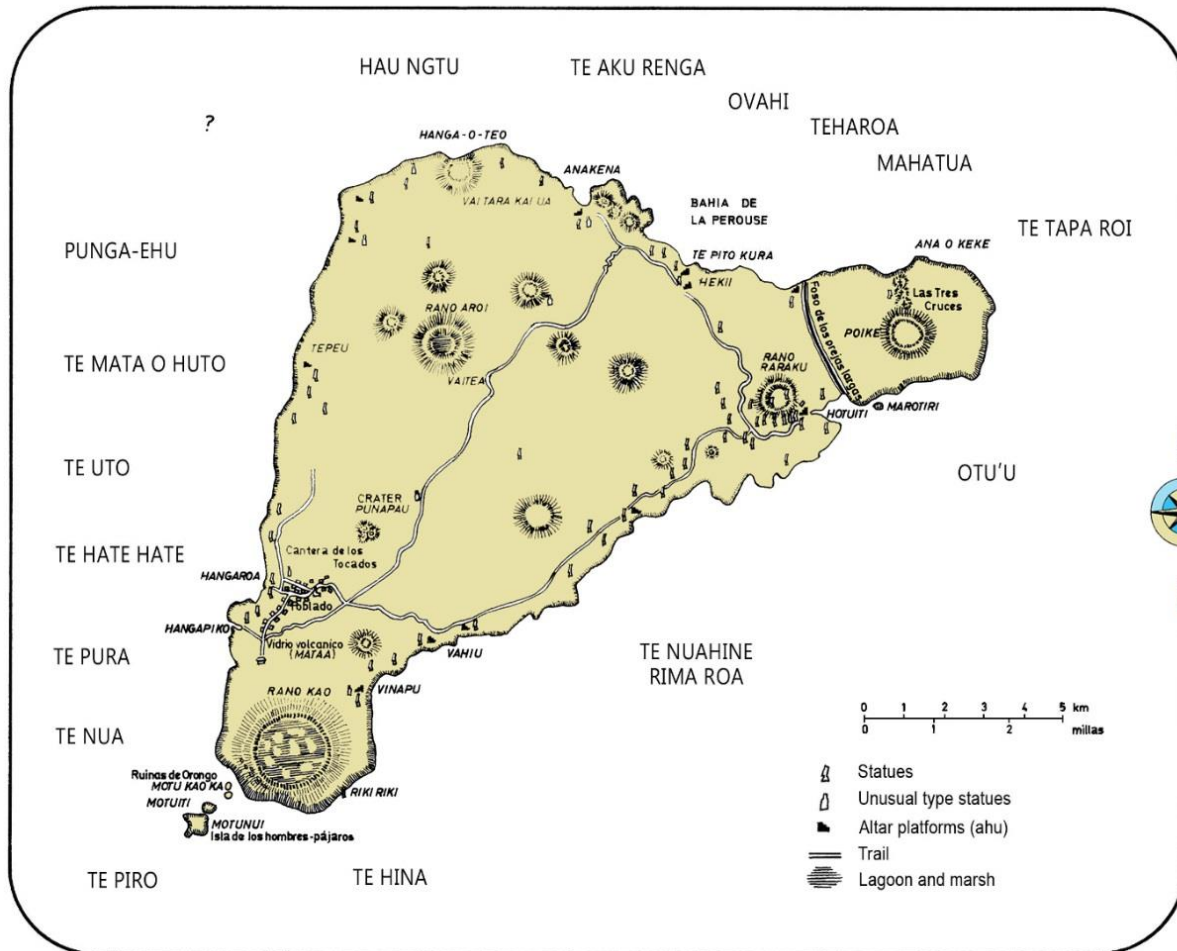 HAU NGTU
TE AKU RENGA
OVAHI
TEHAROA
MAHATUA
?
HANGA-O-TEO
ANAKENA
VAITARA KAI UA
BAHIA DE
LA PEROUSE
TE TAPA ROI
PUNGA-EHU
ANA O KEKE
TE PITO KURA
HEKII
Las Tres
Cruces
Foso de los orejas largas
POIKE
RANO AROI
TE MATA O HUTO
TEPEU
RANO
RARAKU
VAITEA
HOTUITI
MAROTIRI
TE UTO
OTU'U
CRATER
PUNAPAU
TE HATE HATE
Cantera de los
Tocados
HANGAROA
Poblado
HANGAPIKO
Vidrio volcanico
(MATAA)
VAHIU
TE PURA
TE NUAHINE
RIMA ROA
RANO KAO
VINAPU
TE NUA
0 1 2 3 4 5 km
0 1 2 millas
Ruinas de Orongo
MOTU KAO KAO
MOTUITI
RIKI RIKI
MOTUNUI
Isla de los hombres-pájaros
Statues
Unusual type statues
Altar platforms (ahu)
Trail
Lagoon and marsh
TE PIRO
TE HINA